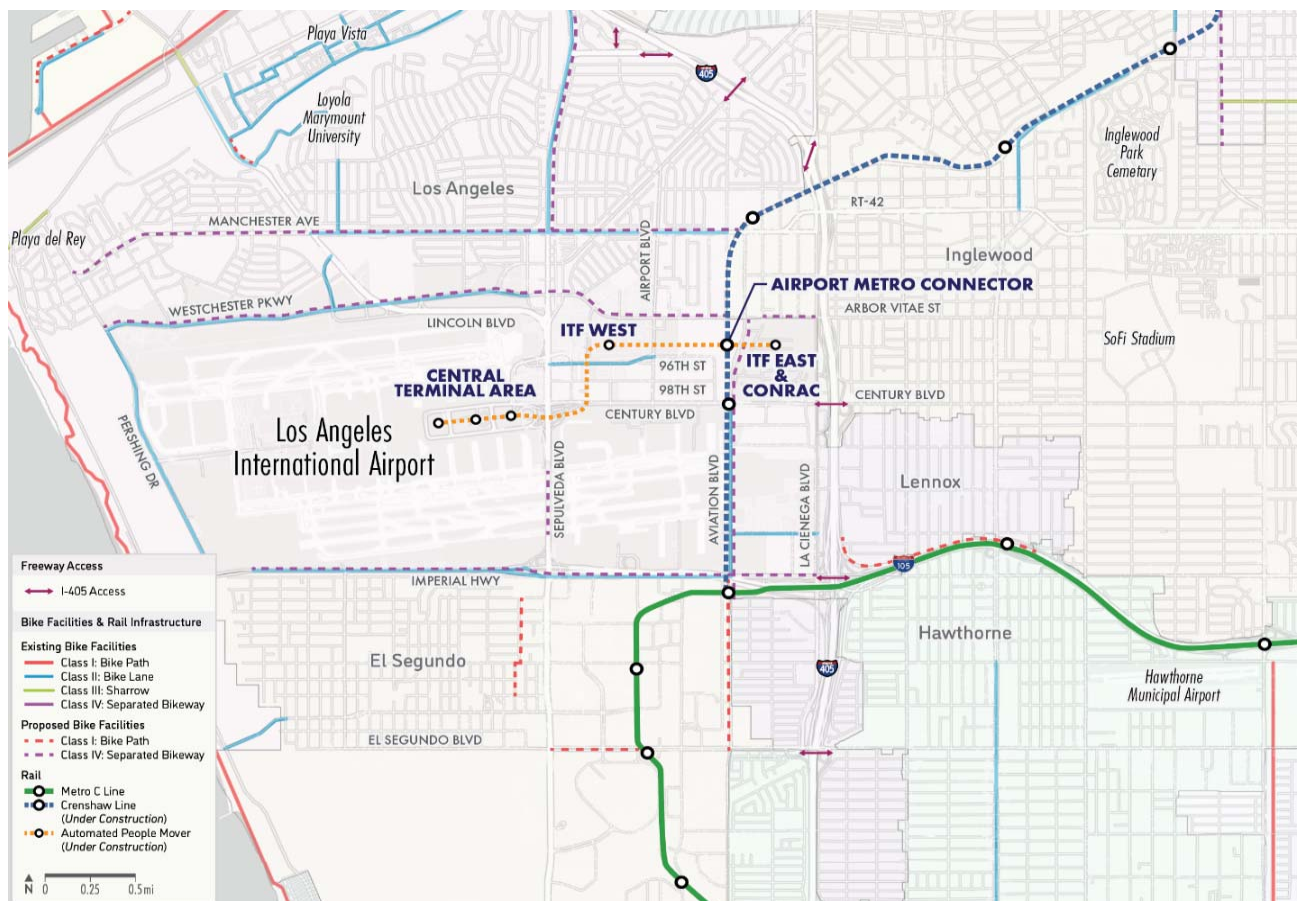 Playa Vista
Loyola
Marymount
University
405
Los Angeles
Inglewood
Park
Cemetary
MANCHESTER AVE
RT-42
Playa del Rey
AIRPORT BLVD
Inglewood
WESTCHESTER PKWY
AIRPORT METRO CONNECTOR
LINCOLN BLVD
ARBOR VITAE ST
ITF WEST
SoFi Stadium
96TH ST
ITF EAST
&
CONRAC
CENTRAL
TERMINAL AREA
98TH ST
CENTURY BLVD
CENTURY BLVD
PERSHING DR
Los Angeles
International Airport
SEPULVEDA BLVD
AVIATION BLVD
LA CIENEGA BLVD
Lennox
105
IMPERIAL HWY
El Segundo
Hawthorne
405
Hawthorne
Municipal Airport
EL SEGUNDO BLVD
Freeway Access
I-405 Access
Bike Facilities & Rail Infrastructure
Existing Bike Facilities
Class I: Bike Path
Class II: Bike Lane
Class III: Sharrow
Class IV: Separated Bikeway
Proposed Bike Facilities
Class I: Bike Path
Class IV: Separated Bikeway
Rail
Metro C Line
Crenshaw Line
(Under Construction)
Automated People Mover
(Under Construction)
N 0 0.25 0.5mi